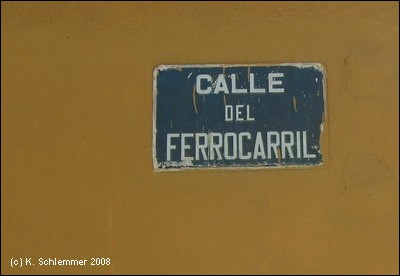 CALLE
DEL
FERROCARRIL
(c) K. Schlemmer 2008